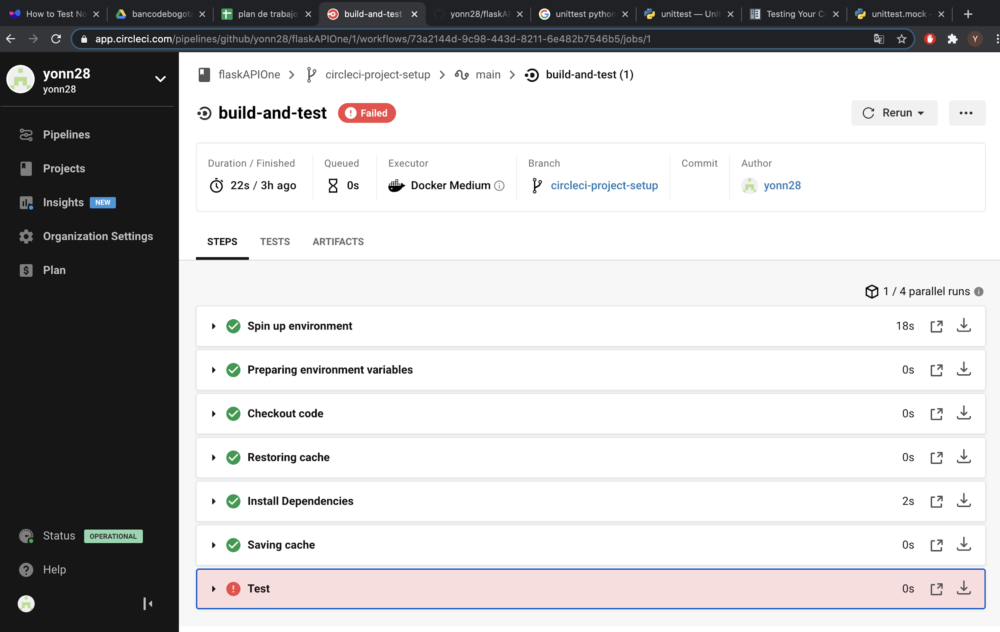 How to Test No
bancodebogota
plan de trabajo
build-and-test
yonn28/flaskAP
unittest python
unittest — Unit
Testing Your Co
unittest.mock -
app.circleci.com/pipelines/github/yonn28/flaskAPIOne/1/workflows/73a2144d-9c98-443d-8211-6e482b7546b5/jobs/1
Y
yonn28
yonn28
Pipelines
Projects
Insights NEW
Organization Settings
Plan
Status OPERATIONAL
Help
flaskAPIOne
circleci-project-setup
main
build-and-test (1)
build-and-test
Failed
Rerun
Duration / Finished
22s / 3h ago
Queued
0s
Executor
Docker Medium
Branch
circleci-project-setup
Commit
Author
yonn28
STEPS
TESTS
ARTIFACTS
1 / 4 parallel runs
Spin up environment 18s
Preparing environment variables 0s
Checkout code 0s
Restoring cache 0s
Install Dependencies 2s
Saving cache 0s
Test 0s